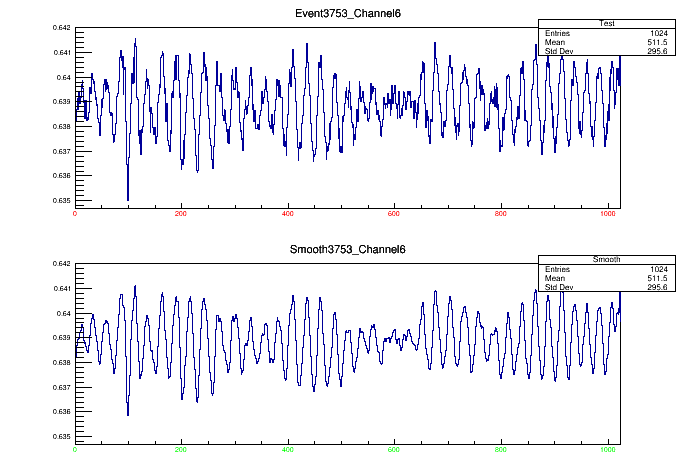 Event3753_Channel6
Test
Entries 1024
Mean 511.5
Std Dev 295.6
0.642
0.641
0.64
0.639
0.638
0.637
0.636
0.635
0 200 400 600 800 1000
Smooth3753_Channel6
Smooth
Entries 1024
Mean 511.5
Std Dev 295.6
0.642
0.641
0.64
0.639
0.638
0.637
0.636
0.635
0 200 400 600 800 1000